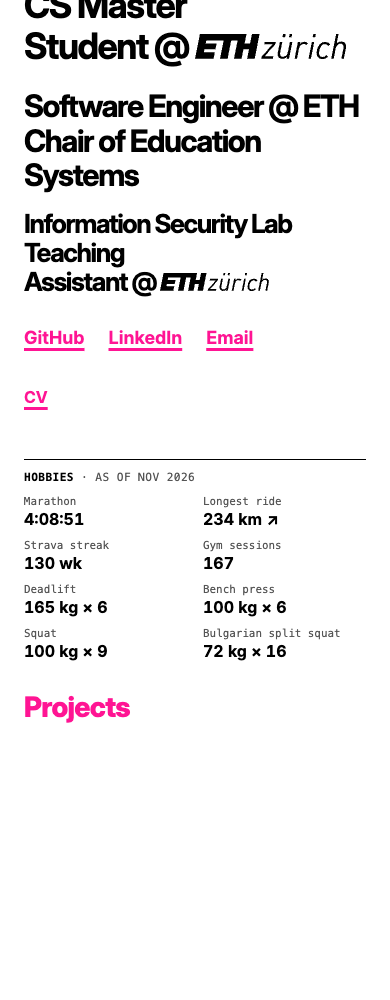 CS Master
Student @ ETH zürich
Software Engineer @ ETH
Chair of Education
Systems
Information Security Lab
Teaching
Assistant @ ETH zürich
GitHub LinkedIn Email
CV
HOBBIES · AS OF NOV 2026
Marathon Longest ride
4:08:51 234 km ↗
Strava streak Gym sessions
130 wk 167
Deadlift Bench press
165 kg × 6 100 kg × 6
Squat Bulgarian split squat
100 kg × 9 72 kg × 16
Projects